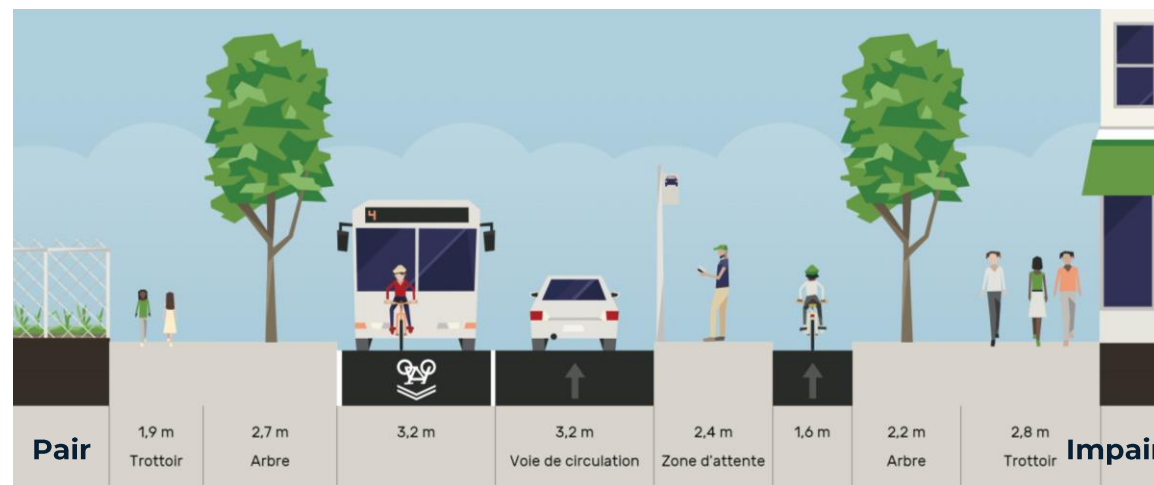 4
Pair
1,9 m
Trottoir
2,7 m
Arbre
3,2 m
3,2 m
Voie de circulation
2,4 m
Zone d'attente
1,6 m
2,2 m
Arbre
2,8 m
Trottoir
Impair